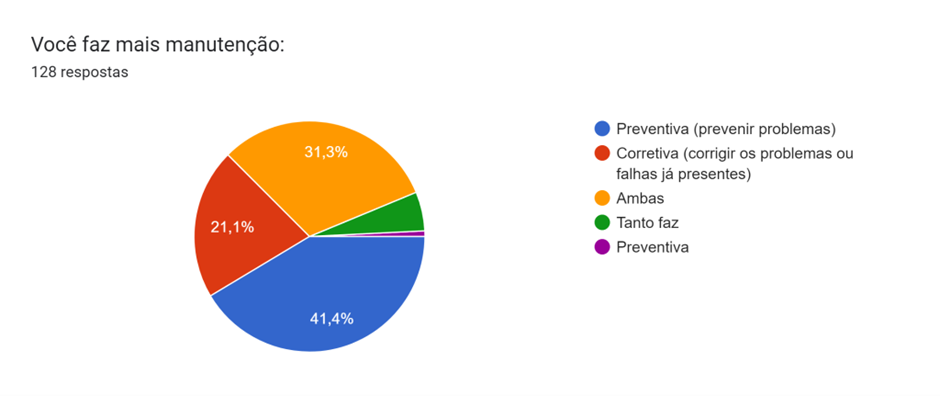 Você faz mais manutenção:
128 respostas
31,3%
21,1%
41,4%
Preventiva (prevenir problemas)
Corretiva (corrigir os problemas ou
falhas já presentes)
Ambas
Tanto faz
Preventiva